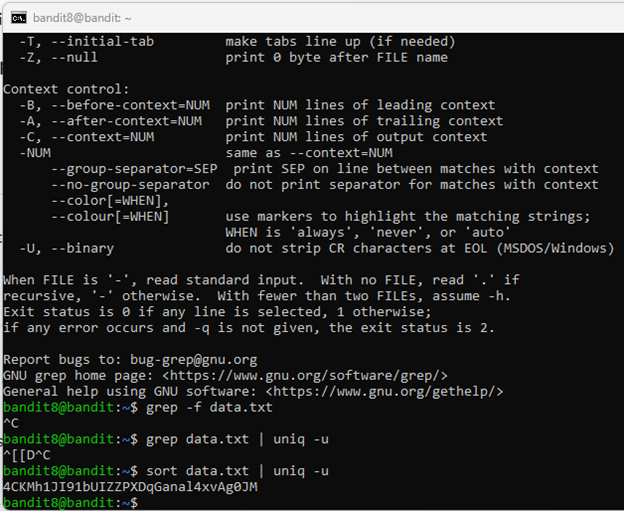 bandit8@bandit: ~
-T, --initial-tab         make tabs line up (if needed)
-Z, --null                print 0 byte after FILE name
Context control:
-B, --before-context=NUM  print NUM lines of leading context
-A, --after-context=NUM   print NUM lines of trailing context
-C, --context=NUM         print NUM lines of output context
-NUM                      same as --context=NUM
--group-separator=SEP  print SEP on line between matches with context
--no-group-separator  do not print separator for matches with context
--color[=WHEN],
--colour[=WHEN]       use markers to highlight the matching strings;
WHEN is 'always', 'never', or 'auto'
-U, --binary              do not strip CR characters at EOL (MSDOS/Windows)
When FILE is '-', read standard input.  With no FILE, read '.' if
recursive, '-' otherwise.  With fewer than two FILEs, assume -h.
Exit status is 0 if any line is selected, 1 otherwise;
if any error occurs and -q is not given, the exit status is 2.
Report bugs to: bug-grep@gnu.org
GNU grep home page: <https://www.gnu.org/software/grep/>
General help using GNU software: <https://www.gnu.org/gethelp/>
bandit8@bandit:~$ grep -f data.txt
^C
bandit8@bandit:~$ grep data.txt | uniq -u
^[[D^C
bandit8@bandit:~$ sort data.txt | uniq -u
4CKMh1JI91bUIZZPXDqGanal4xvAg0JM
bandit8@bandit:~$